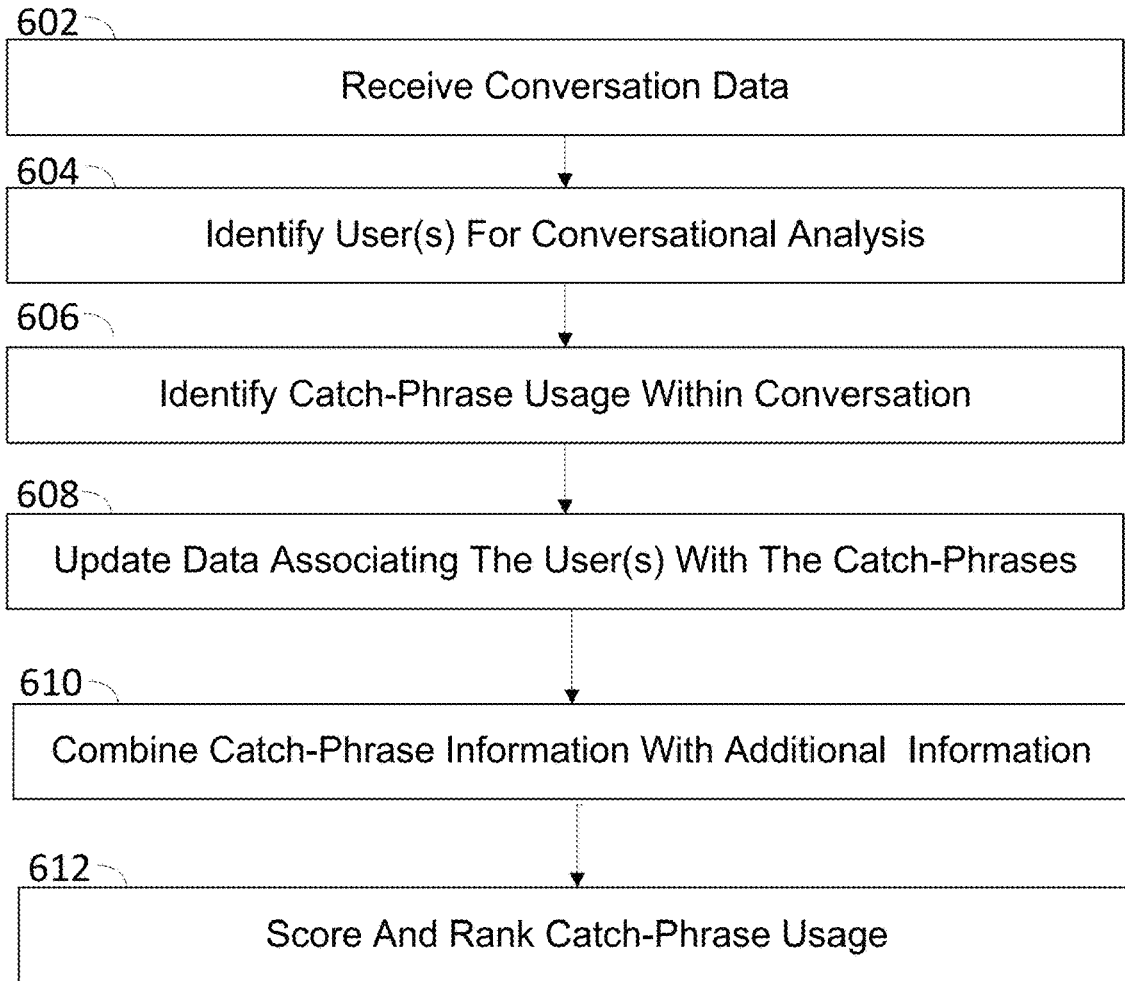 602
Receive Conversation Data
604
Identify User(s) For Conversational Analysis
606
Identify Catch-Phrase Usage Within Conversation
608
Update Data Associating The User(s) With The Catch-Phrases
610
Combine Catch-Phrase Information With Additional Information
612
Score And Rank Catch-Phrase Usage